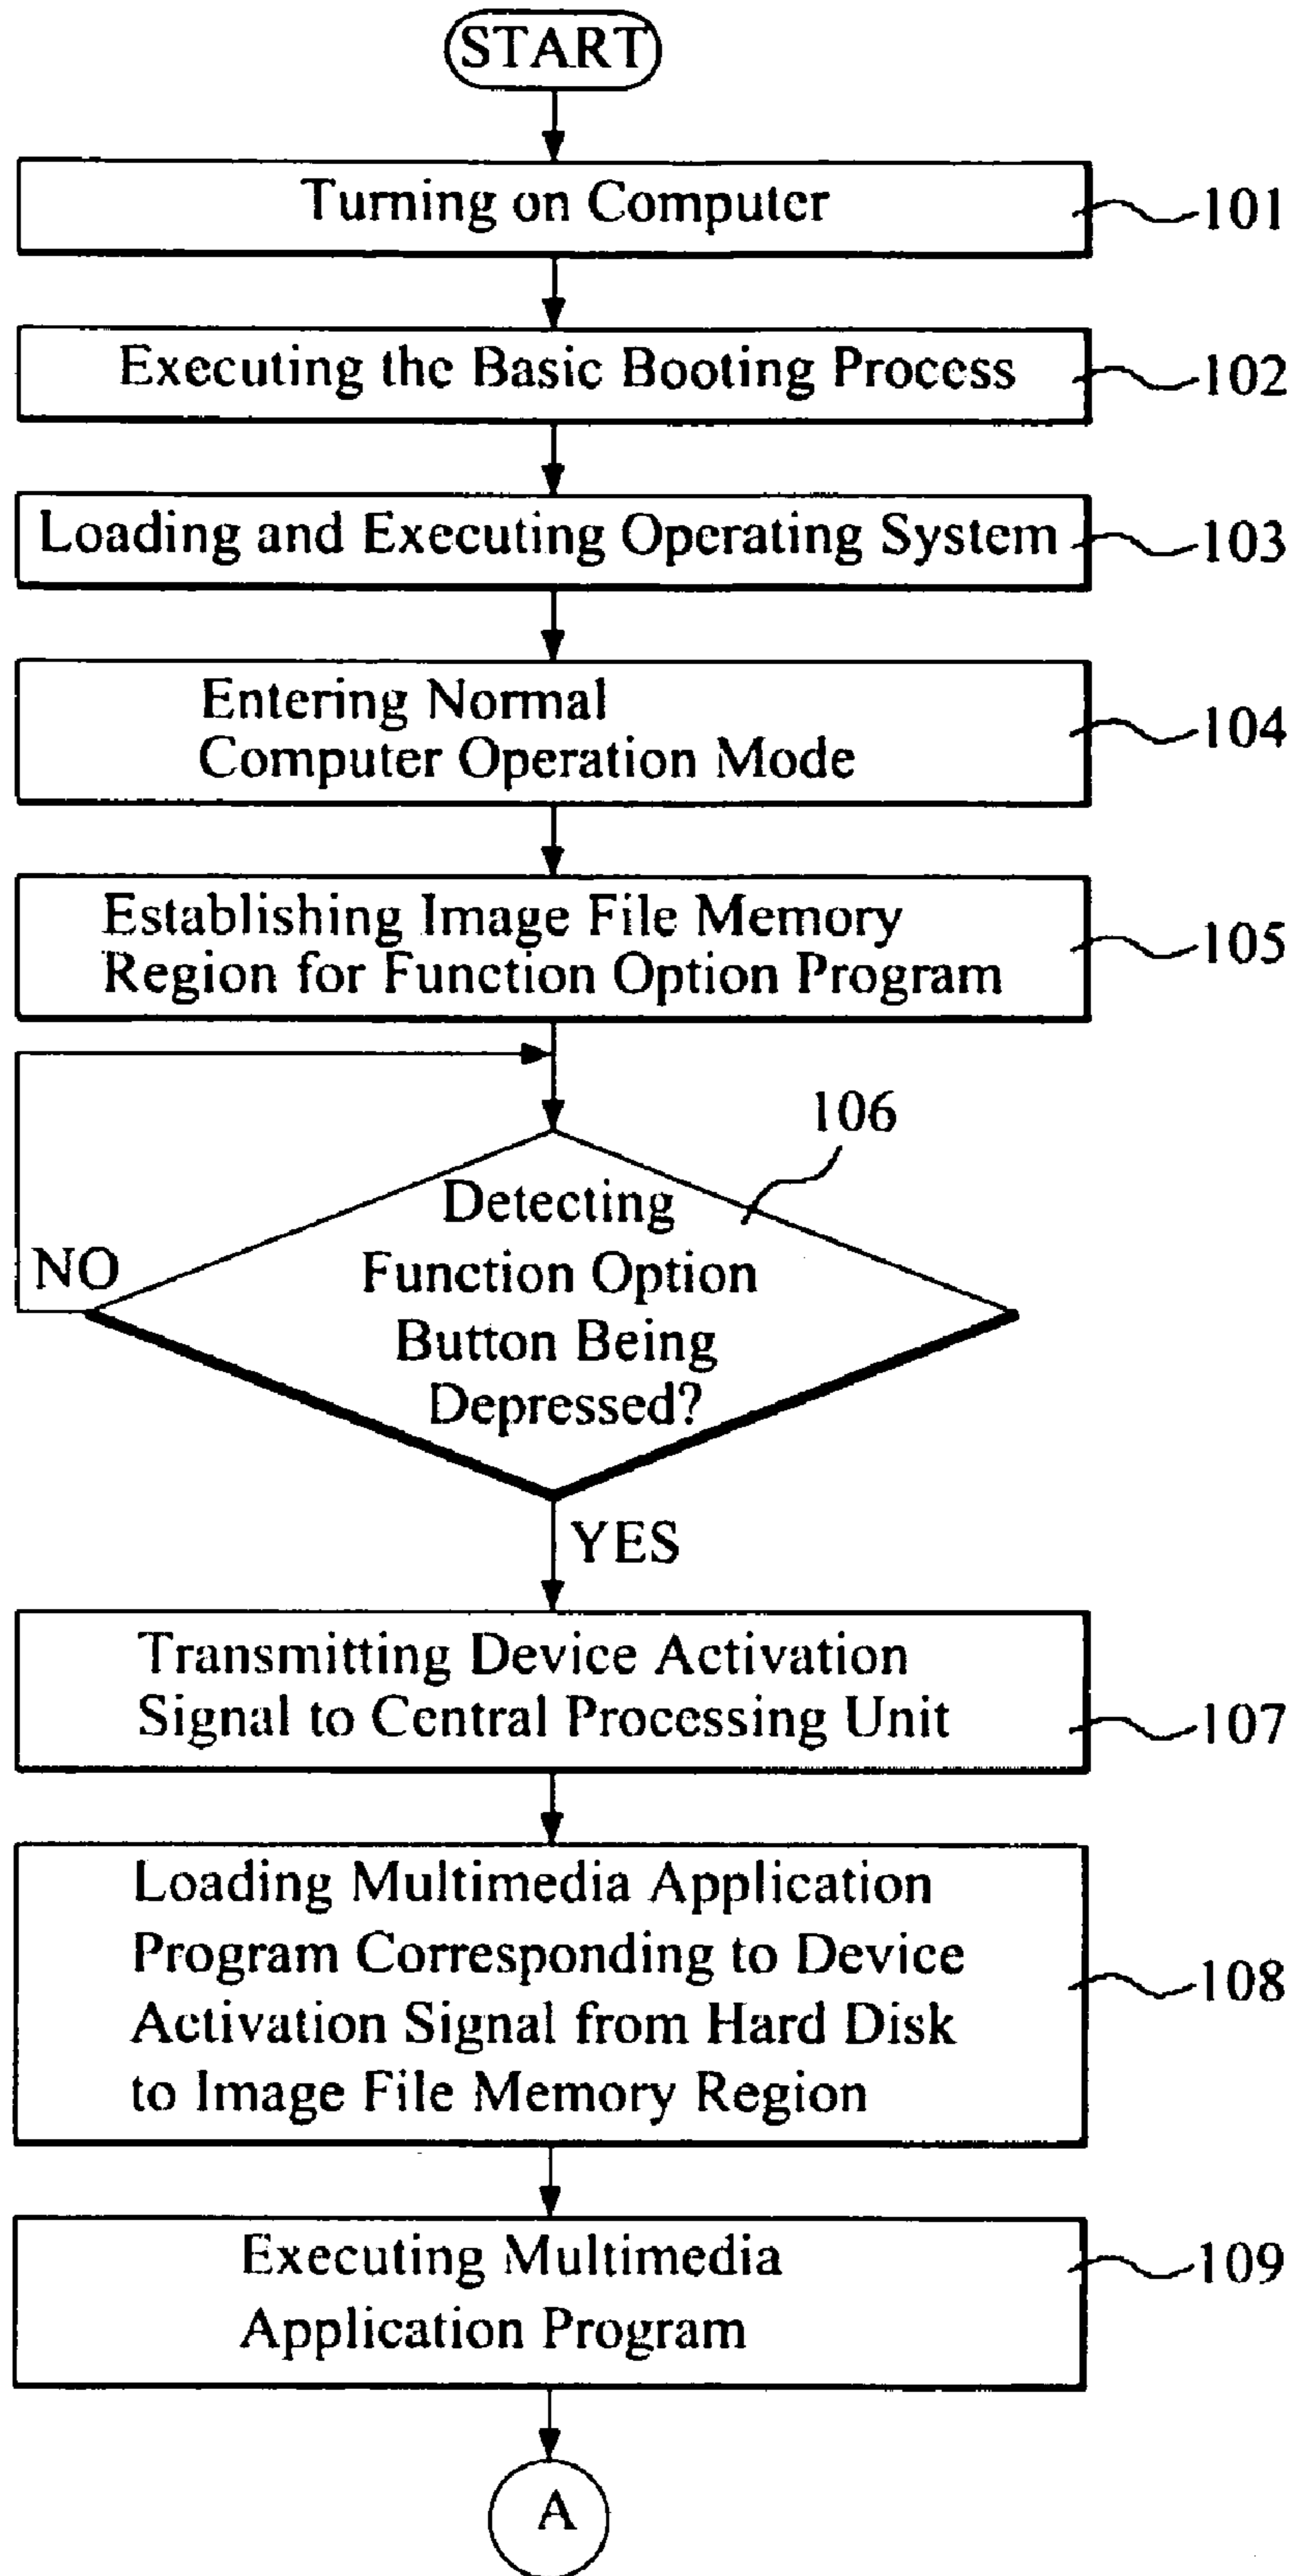 START
Turning on Computer
101
Executing the Basic Booting Process
102
Loading and Executing Operating System
103
Entering Normal
Computer Operation Mode
104
Establishing Image File Memory
Region for Function Option Program
105
106
Detecting
Function Option
Button Being
Depressed?
NO
YES
Transmitting Device Activation
Signal to Central Processing Unit
107
Loading Multimedia Application
Program Corresponding to Device
Activation Signal from Hard Disk
to Image File Memory Region
108
Executing Multimedia
Application Program
109
A